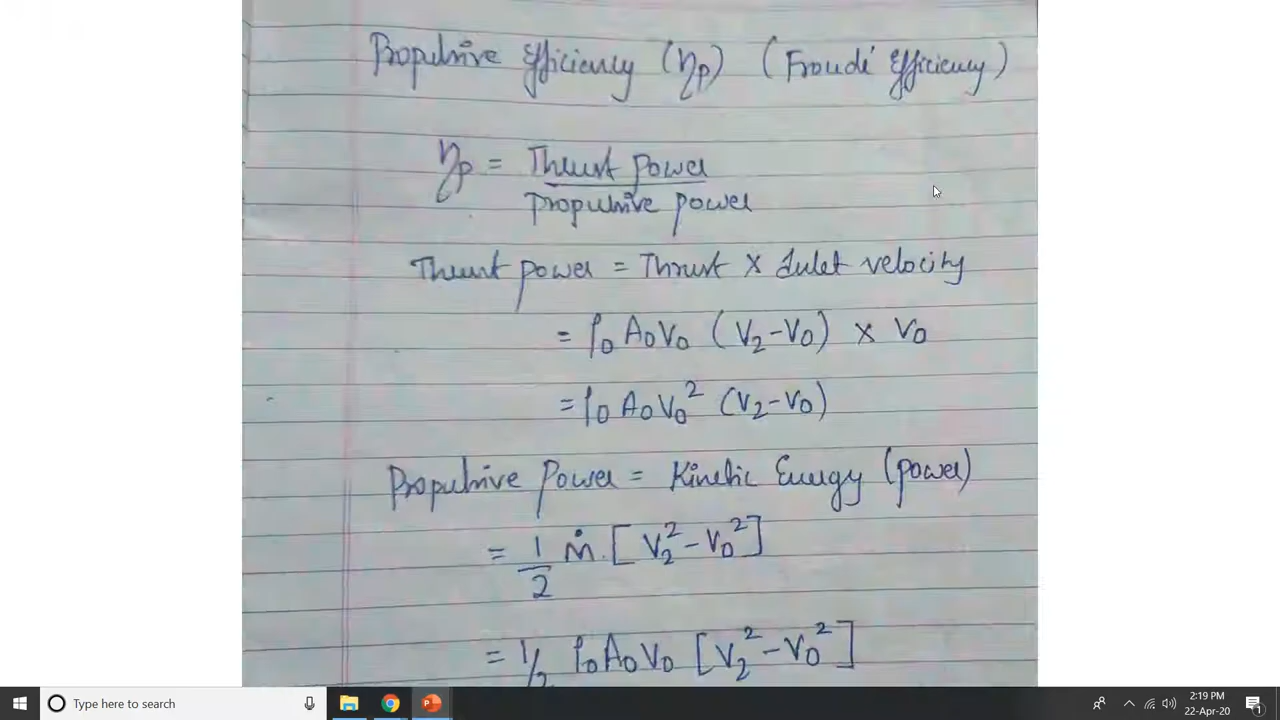 Propulsive Efficiency (ηp) (Froude' Efficiency)
ηp = Thrust power / propulsive power
Thrust power = Thrust × Inlet velocity
= ρ₀ A₀ V₀ (V₂ - V₀) × V₀
= ρ₀ A₀ V₀² (V₂ - V₀)
Propulsive Power = Kinetic Energy (power)
= 1/2 ṁ. [V₂² - V₀²]
= 1/2 ρ₀ A₀ V₀ [V₂² - V₀²]
Type here to search
2:19 PM
22-Apr-20
1